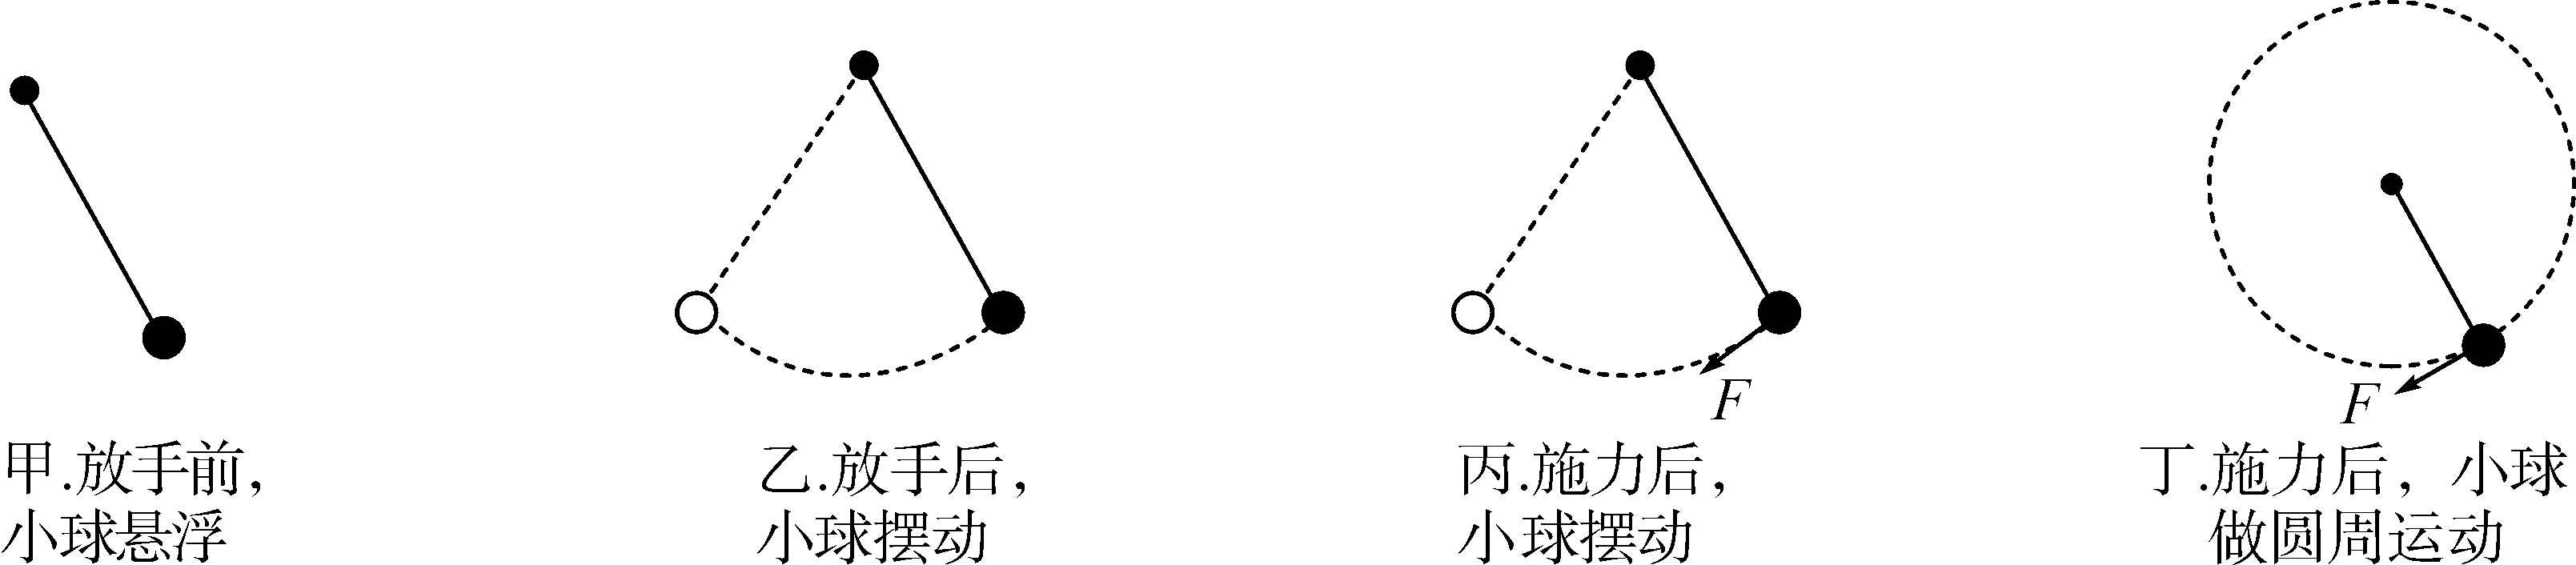 F
F
甲.放手前，
小球悬浮
乙.放手后，
小球摆动
丙.施力后，
小球摆动
丁.施力后，小球
做圆周运动